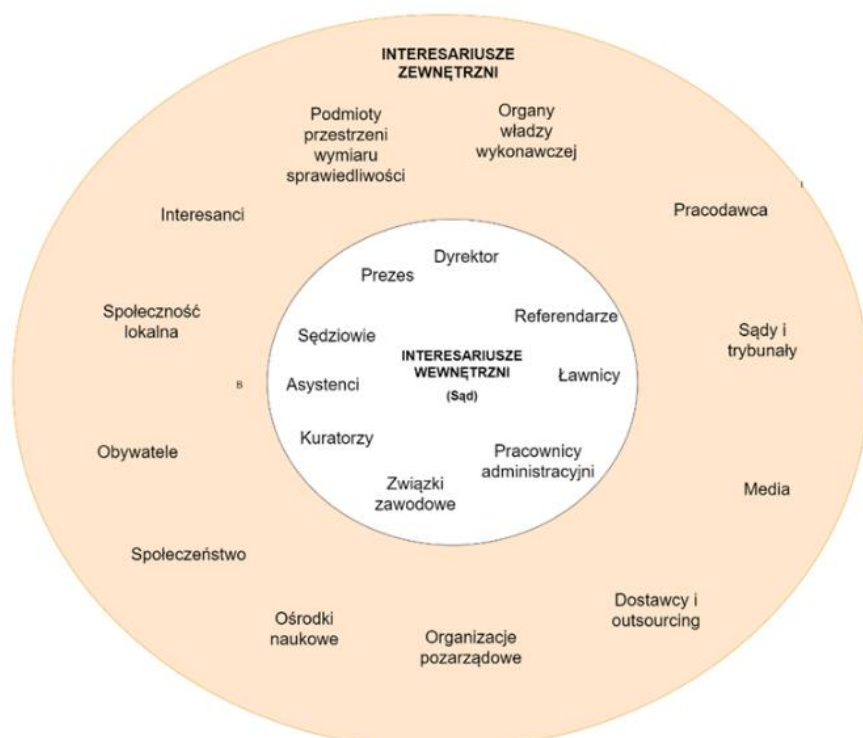 INTERESARIUSZE
ZEWNĘTRZNI
Podmioty
przestrzeni
wymiaru
sprawiedliwości
Organy
władzy
wykonawczej
Interesanci
Pracodawca
Społeczność
lokalna
Sądy i
trybunały
Obywatele
Media
Społeczeństwo
Dostawcy i
outsourcing
Ośrodki
naukowe
Organizacje
pozarządowe
Dyrektor
Prezes
Referendarze
Sędziowie
INTERESARIUSZE
WEWNĘTRZNI
(Sąd)
Asystenci
Ławnicy
Kuratorzy
Pracownicy
administracyjni
Związki
zawodowe
B